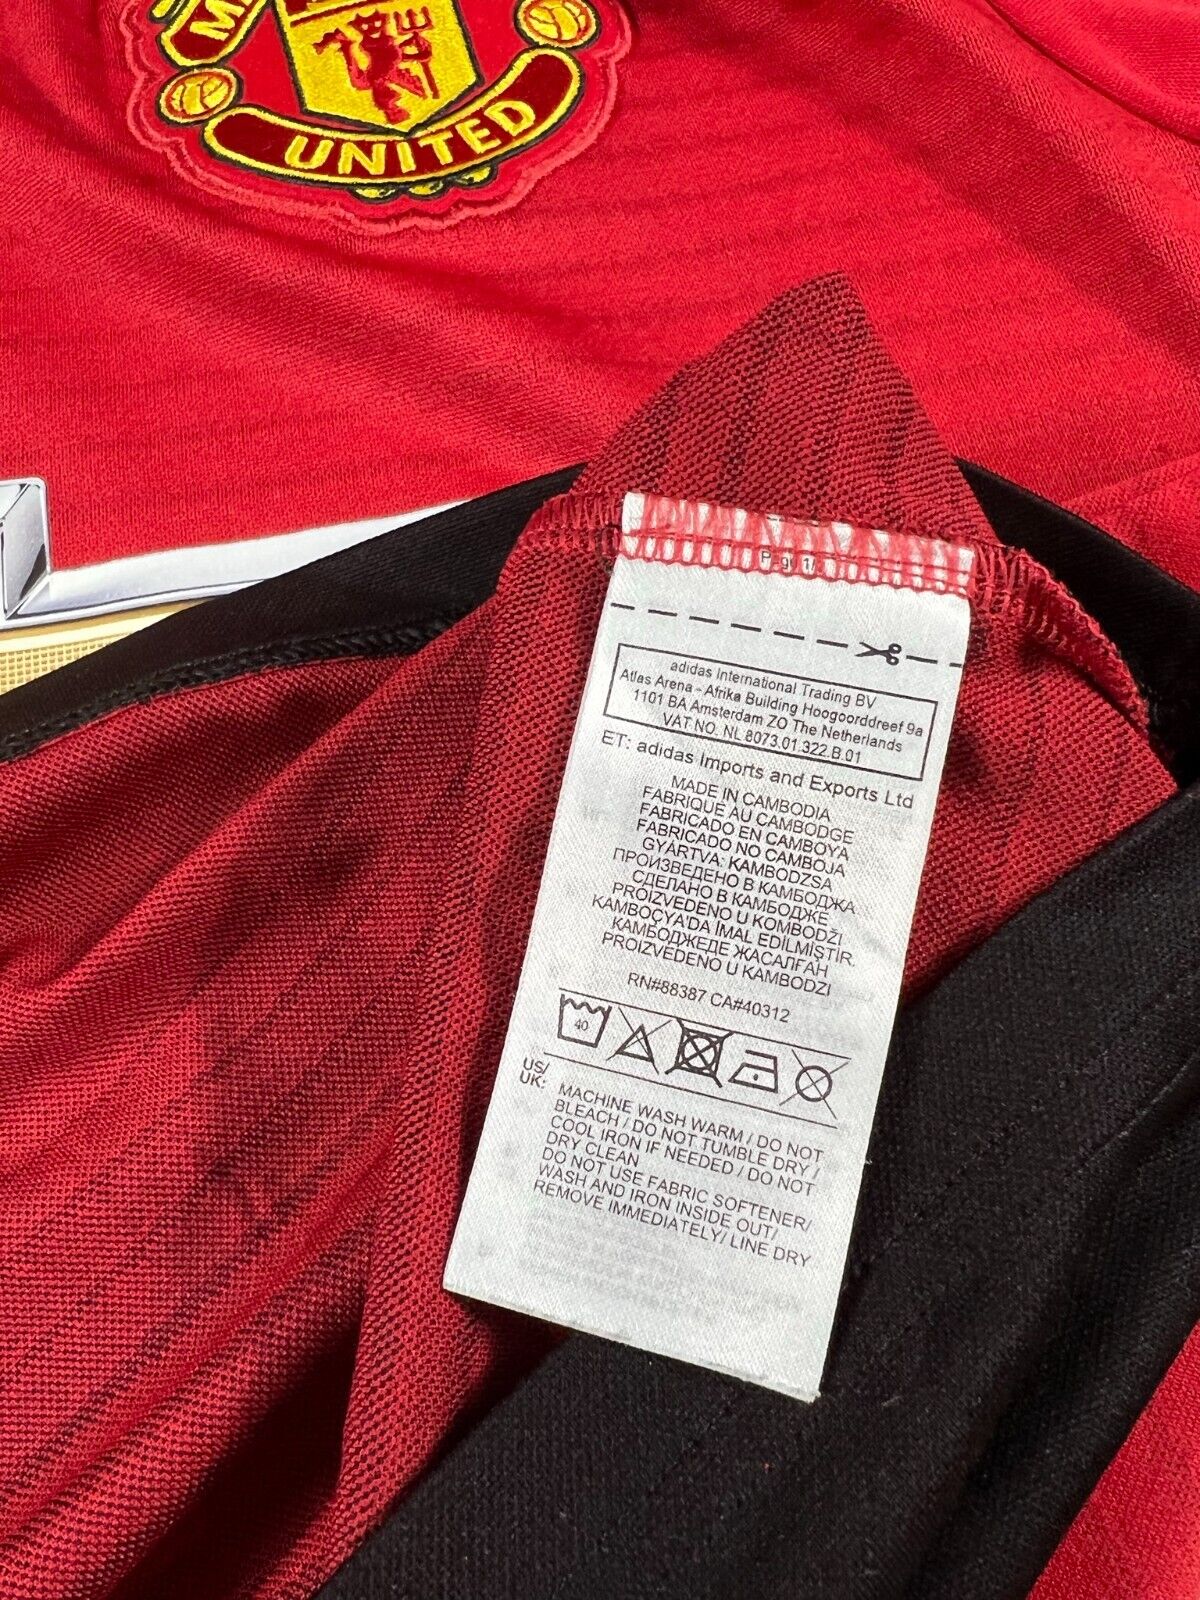 UNITED
adidas International Trading BV
Atlas Arena - Afrika Building Hoogoorddreef 9a
1101 BA Amsterdam ZO The Netherlands
VAT NO. NL 8073.01.322.B.01
ET: adidas Imports and Exports Ltd
MADE IN CAMBODIA
FABRIQUE AU CAMBODGE
FABRICADO EN CAMBOYA
FABRICADO NO CAMBOJA
GYÁRTVA: KAMBODZSA
ПРОИЗВЕДЕНО В КАМБОДЖА
СДЕЛАНО В КАМБОДЖЕ
PROIZVEDENO U KOMBODŽI
KAMBOÇYA'DA İMAL EDİLMİŞTİR.
КАМБОДЖЕДЕ ЖАСАЛҒАН
PROIZVEDENO U KAMBODZI
RN#88387 CA#40312
40
US/
UK:
MACHINE WASH WARM / DO NOT
BLEACH / DO NOT TUMBLE DRY /
COOL IRON IF NEEDED / DO NOT
DRY CLEAN
DO NOT USE FABRIC SOFTENER/
WASH AND IRON INSIDE OUT/
REMOVE IMMEDIATELY/ LINE DRY